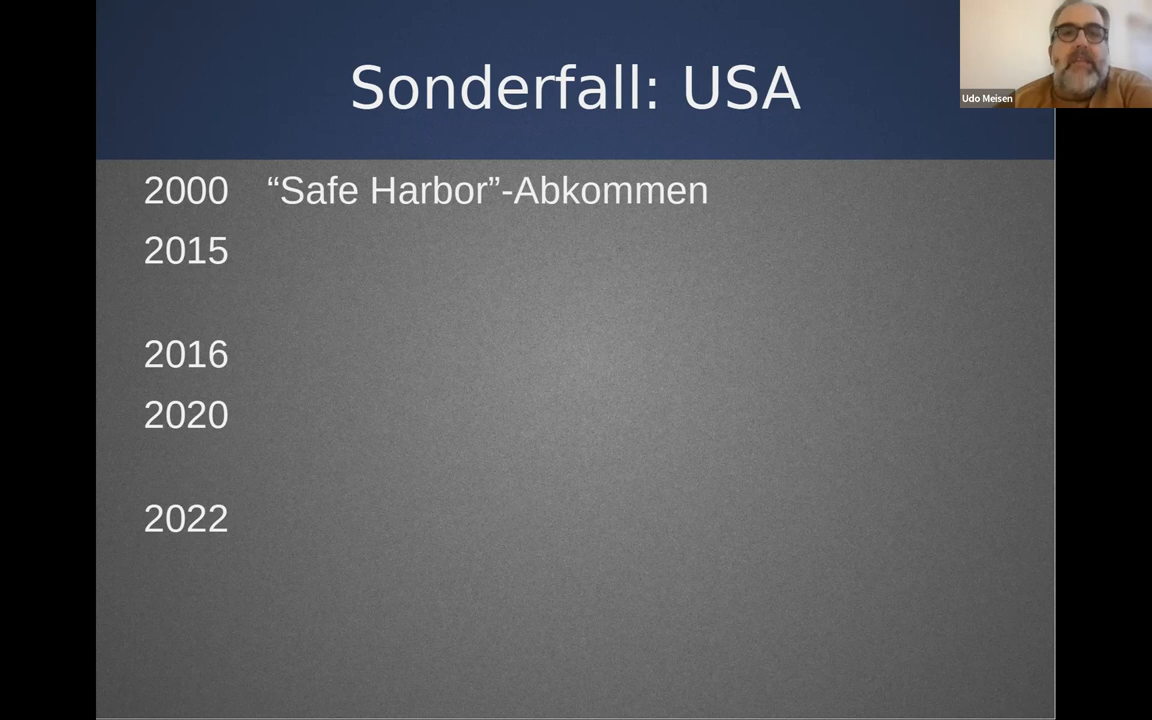 Sonderfall: USA
Udo Meisen
2000 “Safe Harbor”-Abkommen
2015
2016
2020
2022